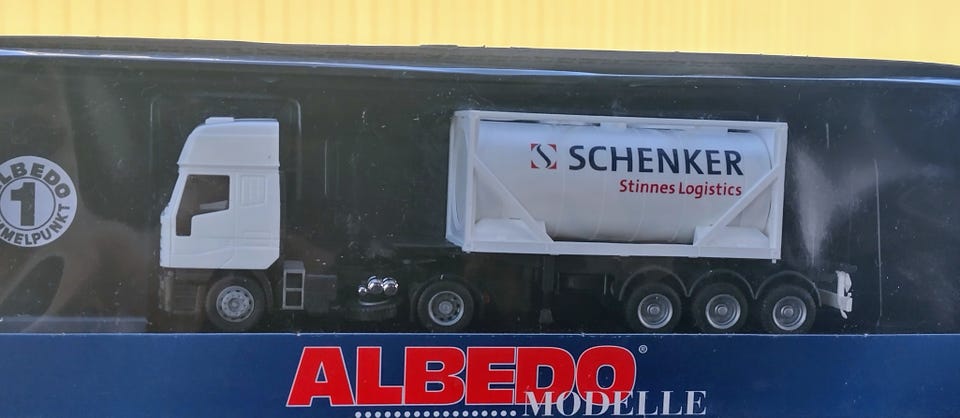 ALBEDO
1
SCHENKER
Stinnes Logistics
ALBEDO®
MODELLE